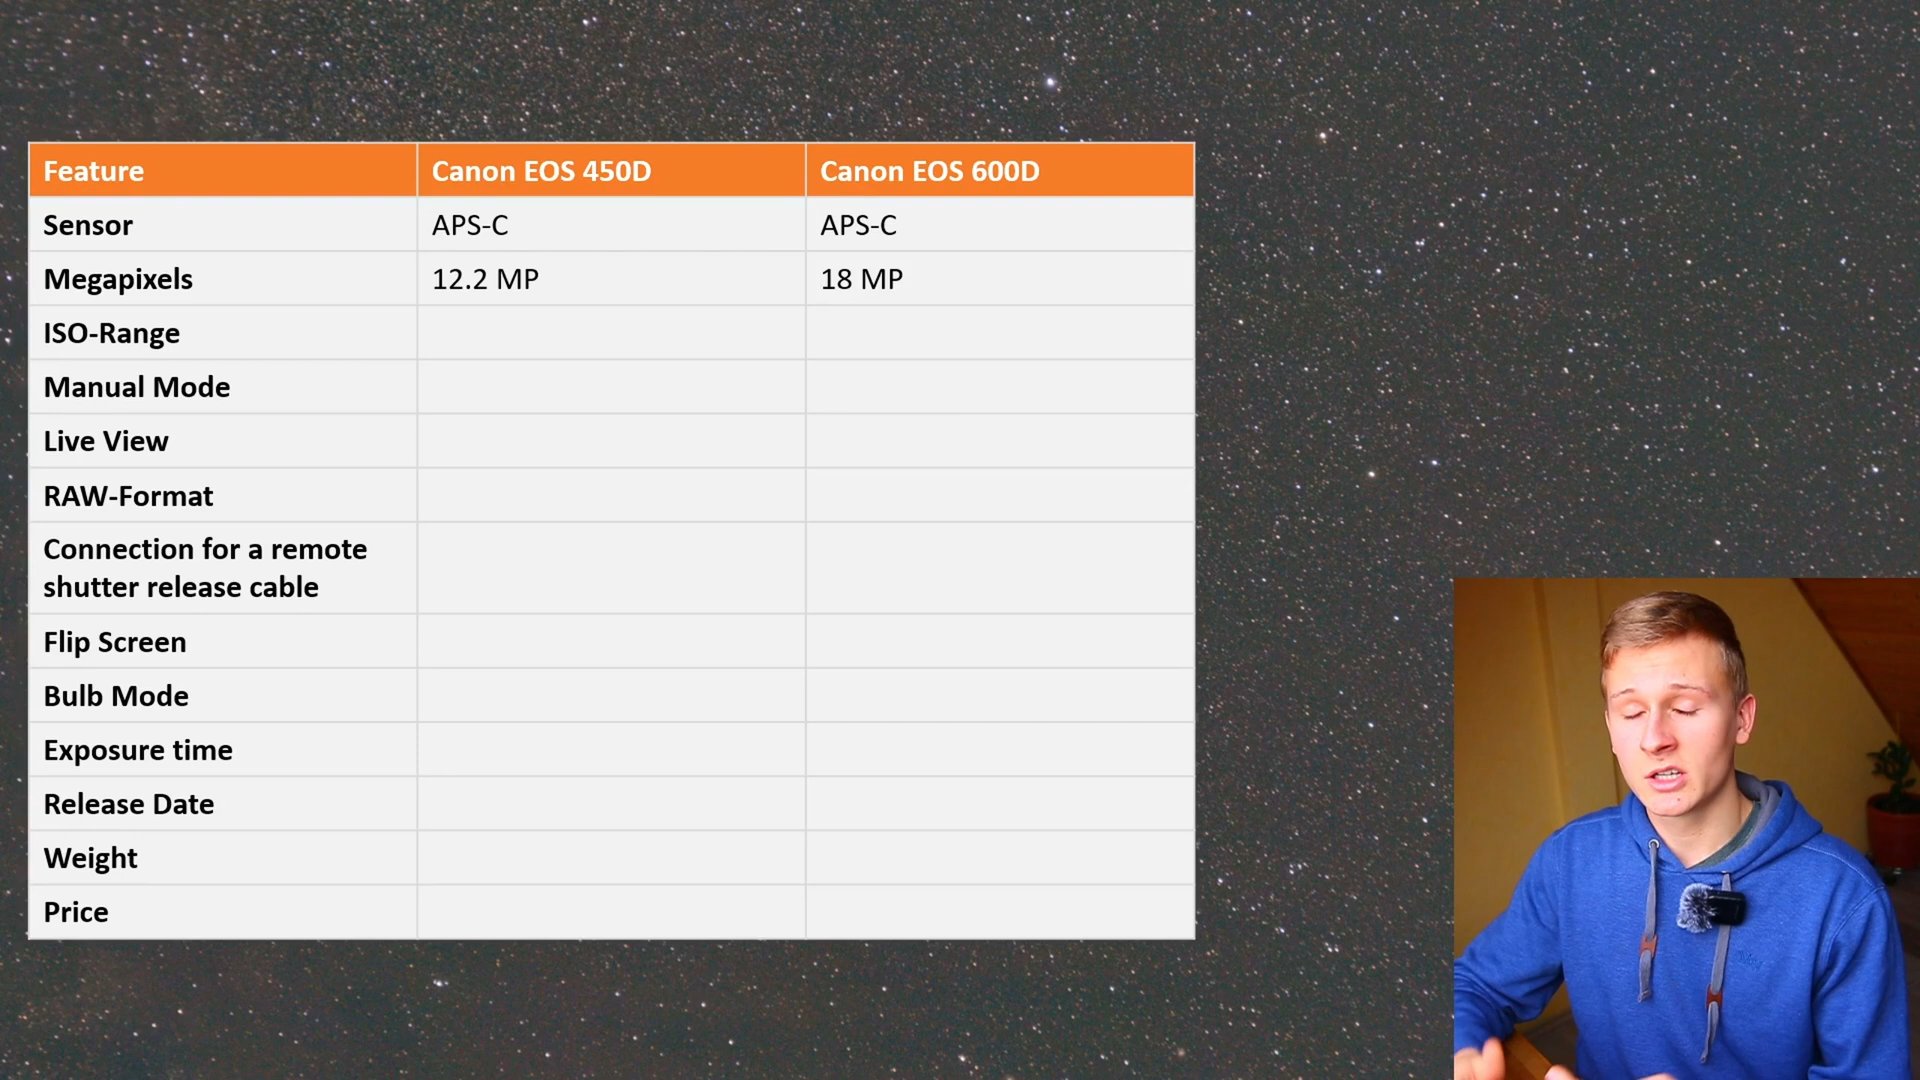 Feature Canon EOS 450D Canon EOS 600D
Sensor APS-C APS-C
Megapixels 12.2 MP 18 MP
ISO-Range
Manual Mode
Live View
RAW-Format
Connection for a remote
shutter release cable
Flip Screen
Bulb Mode
Exposure time
Release Date
Weight
Price